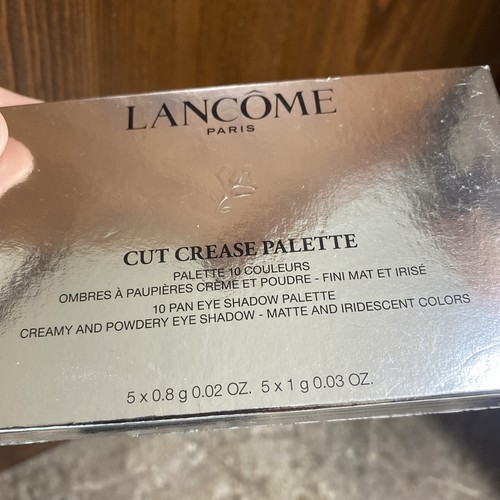 LANCÔME
PARIS
CUT CREASE PALETTE
PALETTE 10 COULEURS
OMBRES À PAUPIÈRES CRÈME ET POUDRE - FINI MAT ET IRISÉ
10 PAN EYE SHADOW PALETTE
CREAMY AND POWDERY EYE SHADOW - MATTE AND IRIDESCENT COLORS
5 x 0.8 g 0.02 OZ. 5 x 1 g 0.03 OZ.